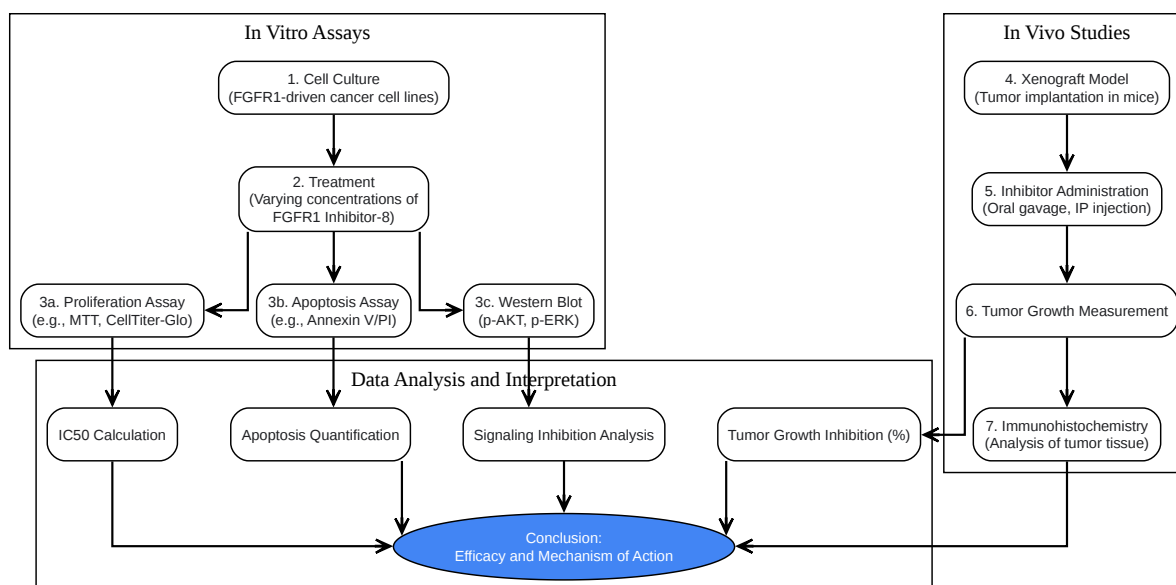 In Vitro Assays
1. Cell Culture
(FGFR1-driven cancer cell lines)
2. Treatment
(Varying concentrations of
FGFR1 Inhibitor-8)
3a. Proliferation Assay
(e.g., MTT, CellTiter-Glo)
3b. Apoptosis Assay
(e.g., Annexin V/PI)
3c. Western Blot
(p-AKT, p-ERK)
In Vivo Studies
4. Xenograft Model
(Tumor implantation in mice)
5. Inhibitor Administration
(Oral gavage, IP injection)
6. Tumor Growth Measurement
7. Immunohistochemistry
(Analysis of tumor tissue)
Data Analysis and Interpretation
IC50 Calculation
Apoptosis Quantification
Signaling Inhibition Analysis
Tumor Growth Inhibition (%)
Conclusion:
Efficacy and Mechanism of Action